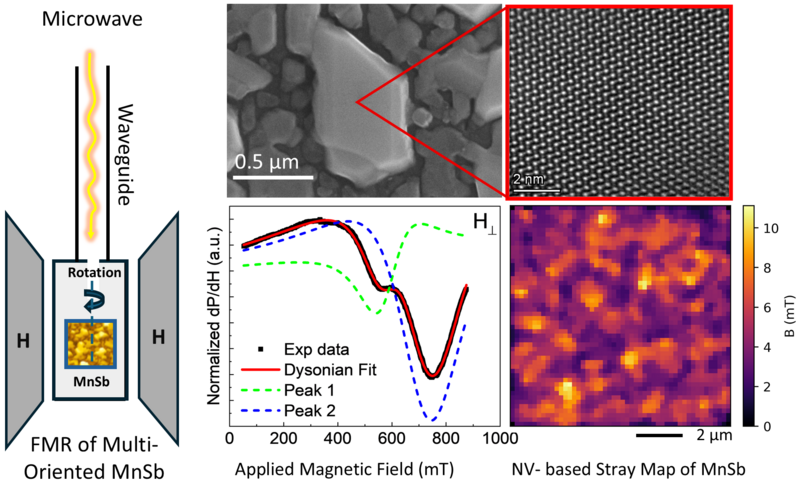 Microwave
Waveguide
Rotation
H
H
MnSb
FMR of Multi-
Oriented MnSb
0.5 μm
2 nm
Normalized dP/dH (a.u.)
H⊥
Exp data
Dysonian Fit
Peak 1
Peak 2
0 200 400 600 800 1000
Applied Magnetic Field (mT)
10
8
6
4
2
0
B (mT)
2 μm
NV- based Stray Map of MnSb